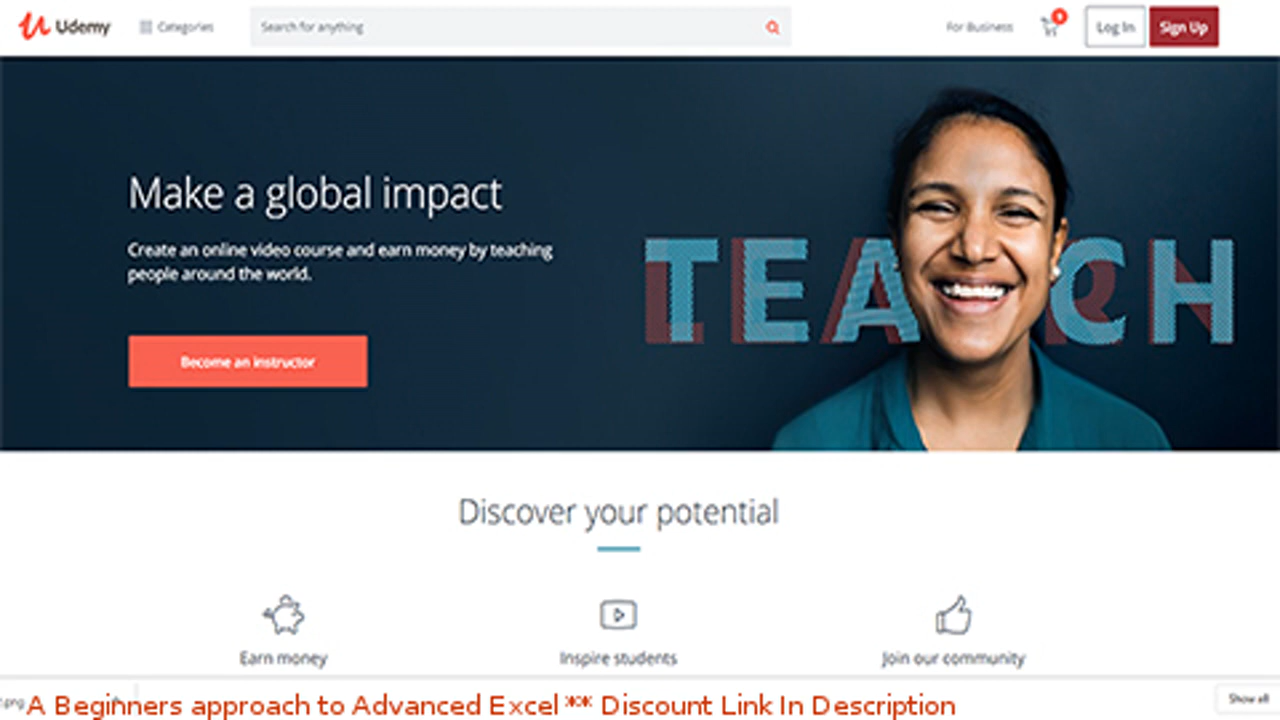 Udemy
Categories
Search for anything
For Business
Log In
Sign Up
Make a global impact
Create an online video course and earn money by teaching
people around the world.
TEACH
Become an instructor
Discover your potential
Earn money
Inspire students
Join our community
Show all
A Beginners approach to Advanced Excel *** Discount Link In Description